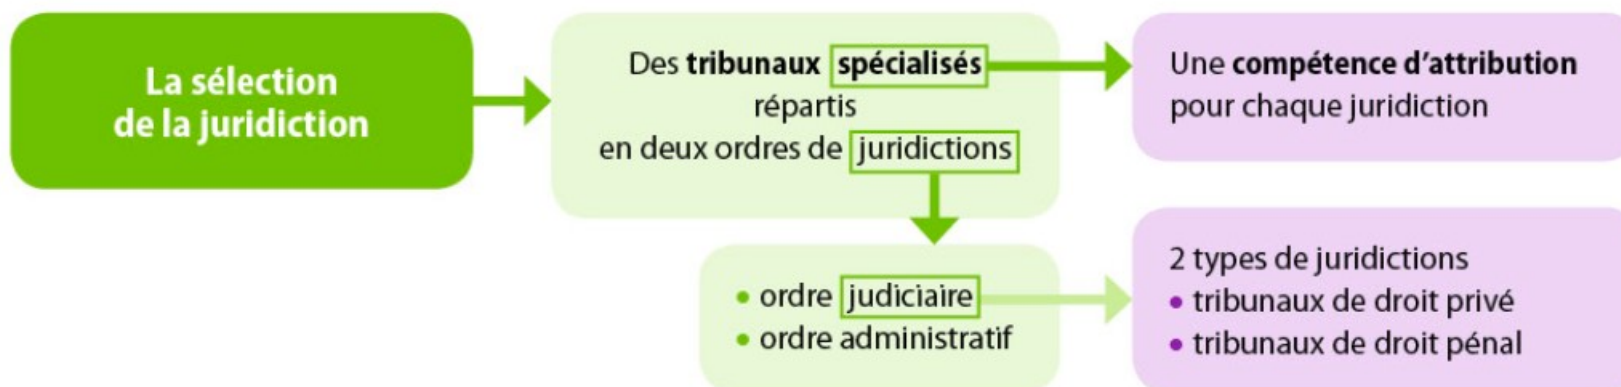 La sélection
de la juridiction
Des tribunaux spécialisés
répartis
en deux ordres de juridictions
Une compétence d'attribution
pour chaque juridiction
• ordre judiciaire
• ordre administratif
2 types de juridictions
• tribunaux de droit privé
• tribunaux de droit pénal